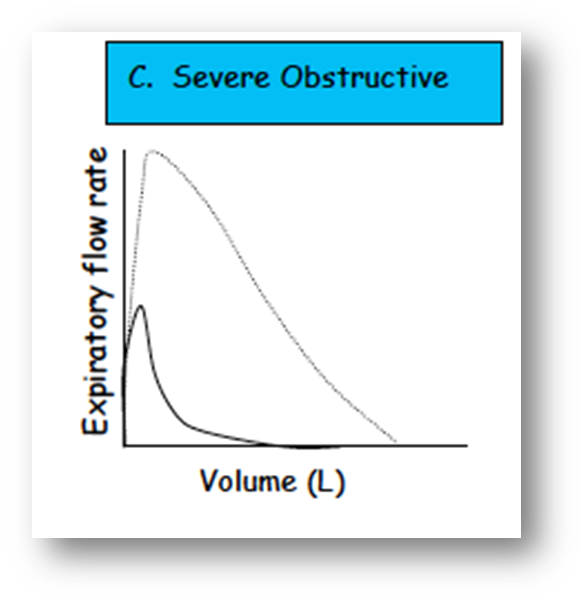 C. Severe Obstructive
Expiratory flow rate
Volume (L)